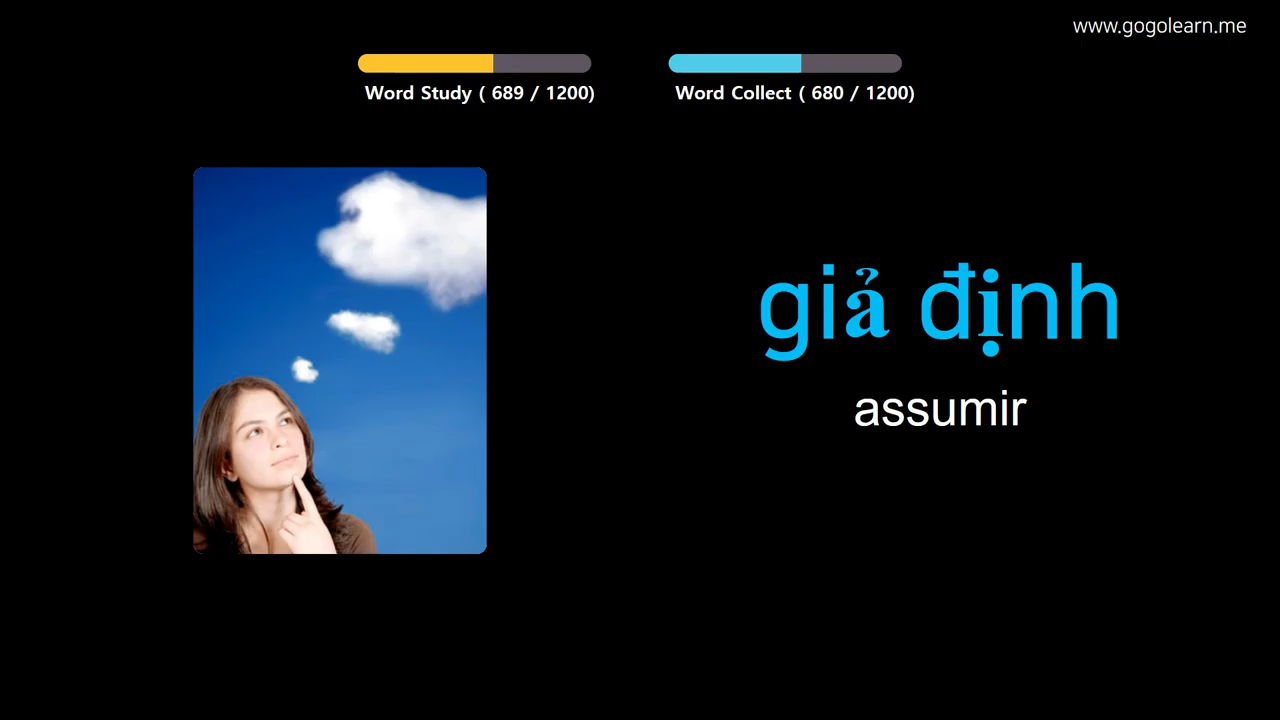 www.gogolearn.me
Word Study ( 689 / 1200)
Word Collect ( 680 / 1200)
giả định
assumir